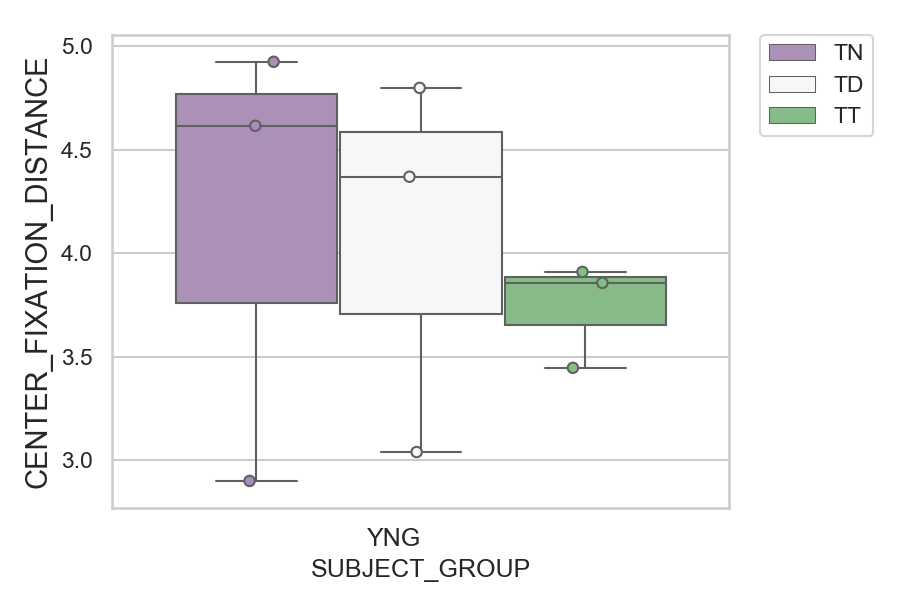 CENTER_FIXATION_DISTANCE
5.0
4.5
4.0
3.5
3.0
YNG
SUBJECT_GROUP
TN
TD
TT